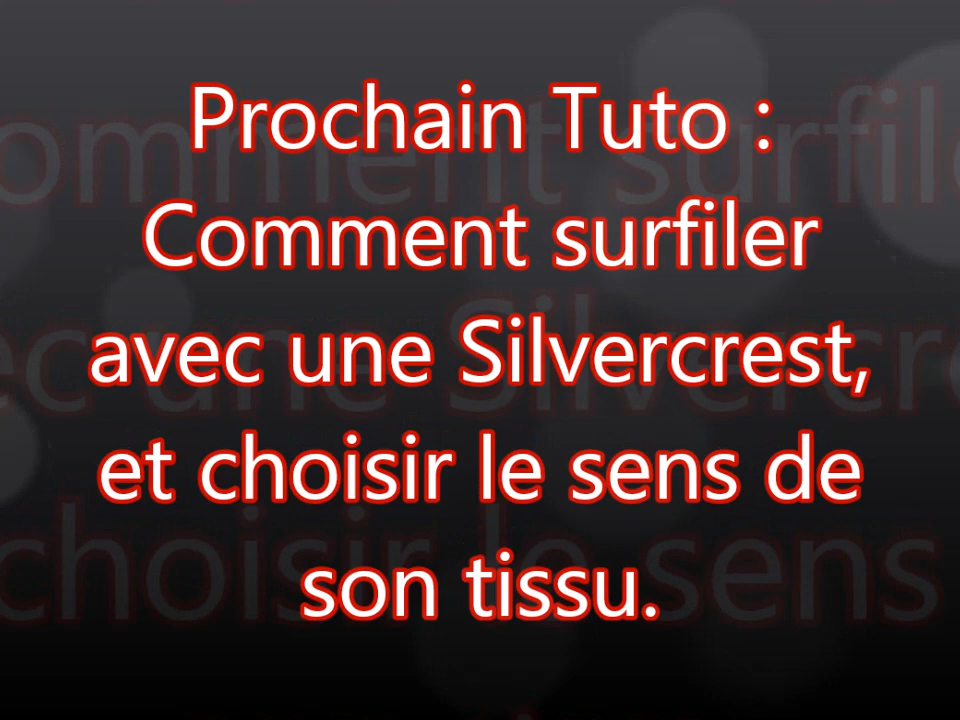 Prochain Tuto :
Comment surfiler
avec une Silvercrest,
et choisir le sens de
son tissu.